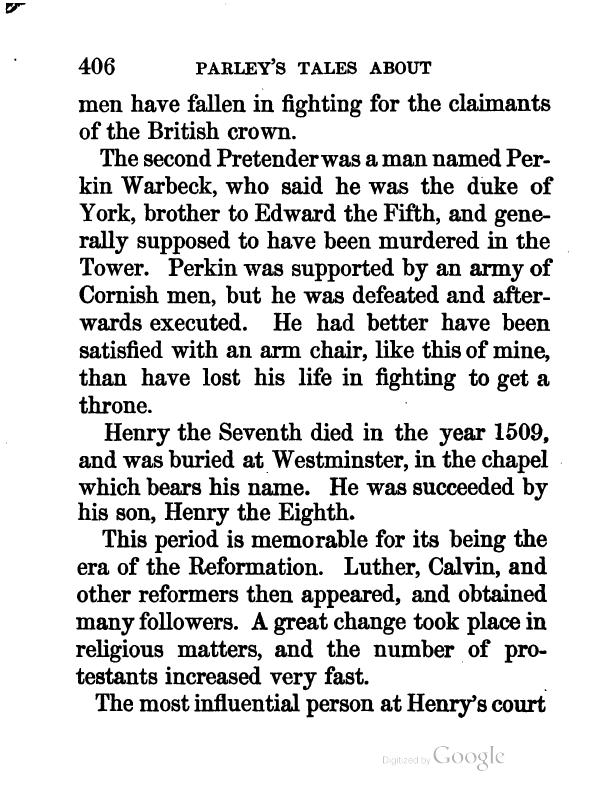 406 PARLEY'S TALES ABOUT
men have fallen in fighting for the claimants
of the British crown.
The second Pretender was a man named Per-
kin Warbeck, who said he was the duke of
York, brother to Edward the Fifth, and gene-
rally supposed to have been murdered in the
Tower. Perkin was supported by an army of
Cornish men, but he was defeated and after-
wards executed. He had better have been
satisfied with an arm chair, like this of mine,
than have lost his life in fighting to get a
throne.
Henry the Seventh died in the year 1509,
and was buried at Westminster, in the chapel
which bears his name. He was succeeded by
his son, Henry the Eighth.
This period is memorable for its being the
era of the Reformation. Luther, Calvin, and
other reformers then appeared, and obtained
many followers. A great change took place in
religious matters, and the number of pro-
testants increased very fast.
The most influential person at Henry's court
Digitized by Google